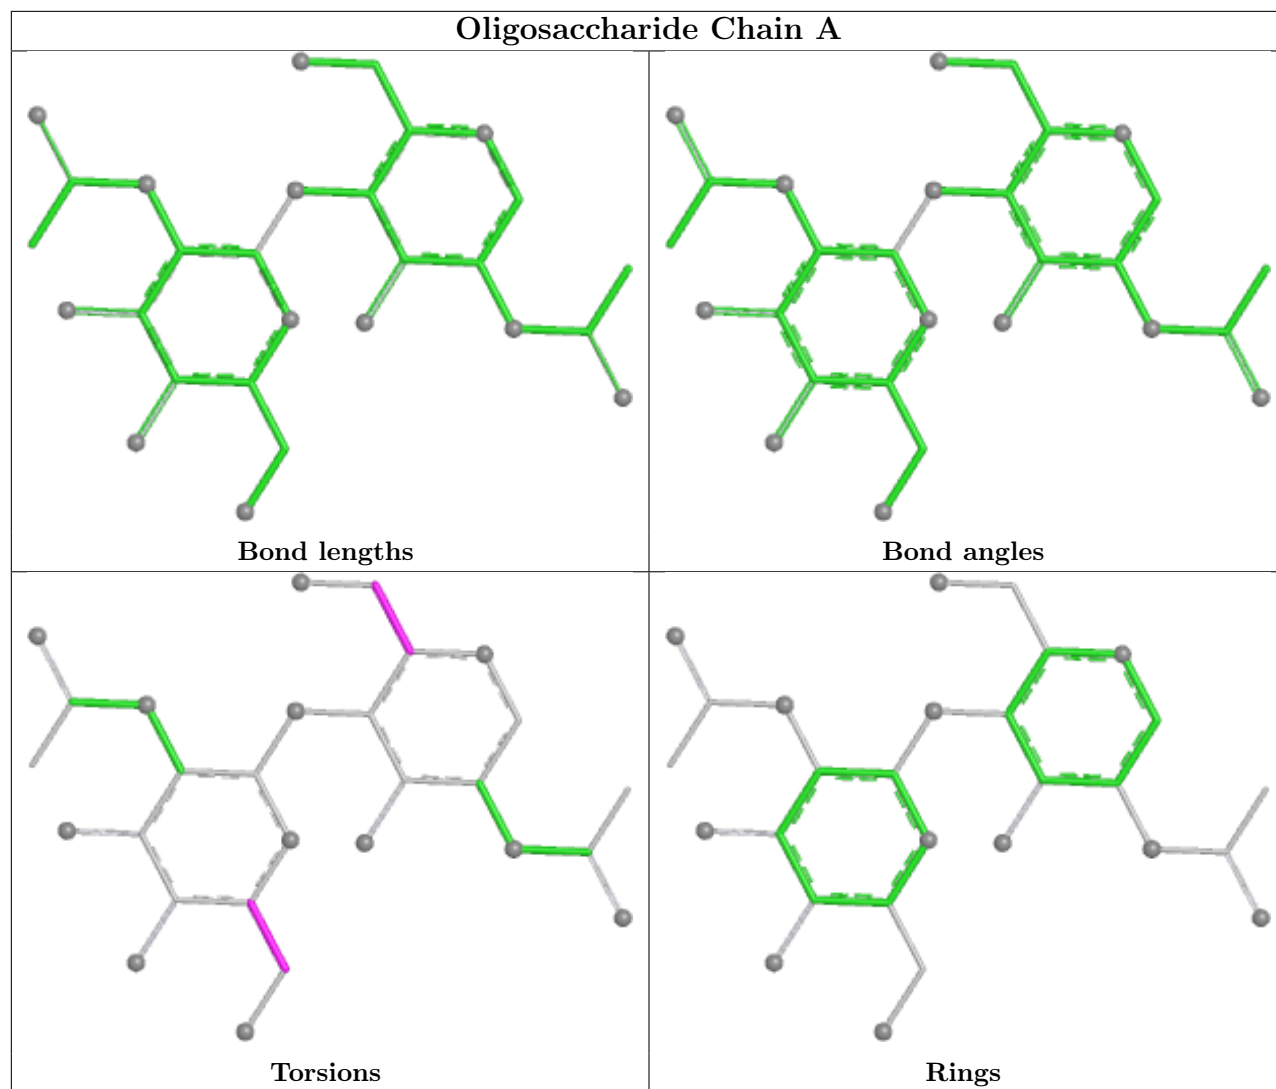 Oligosaccharide Chain A
Bond lengths
Bond angles
Torsions
Rings